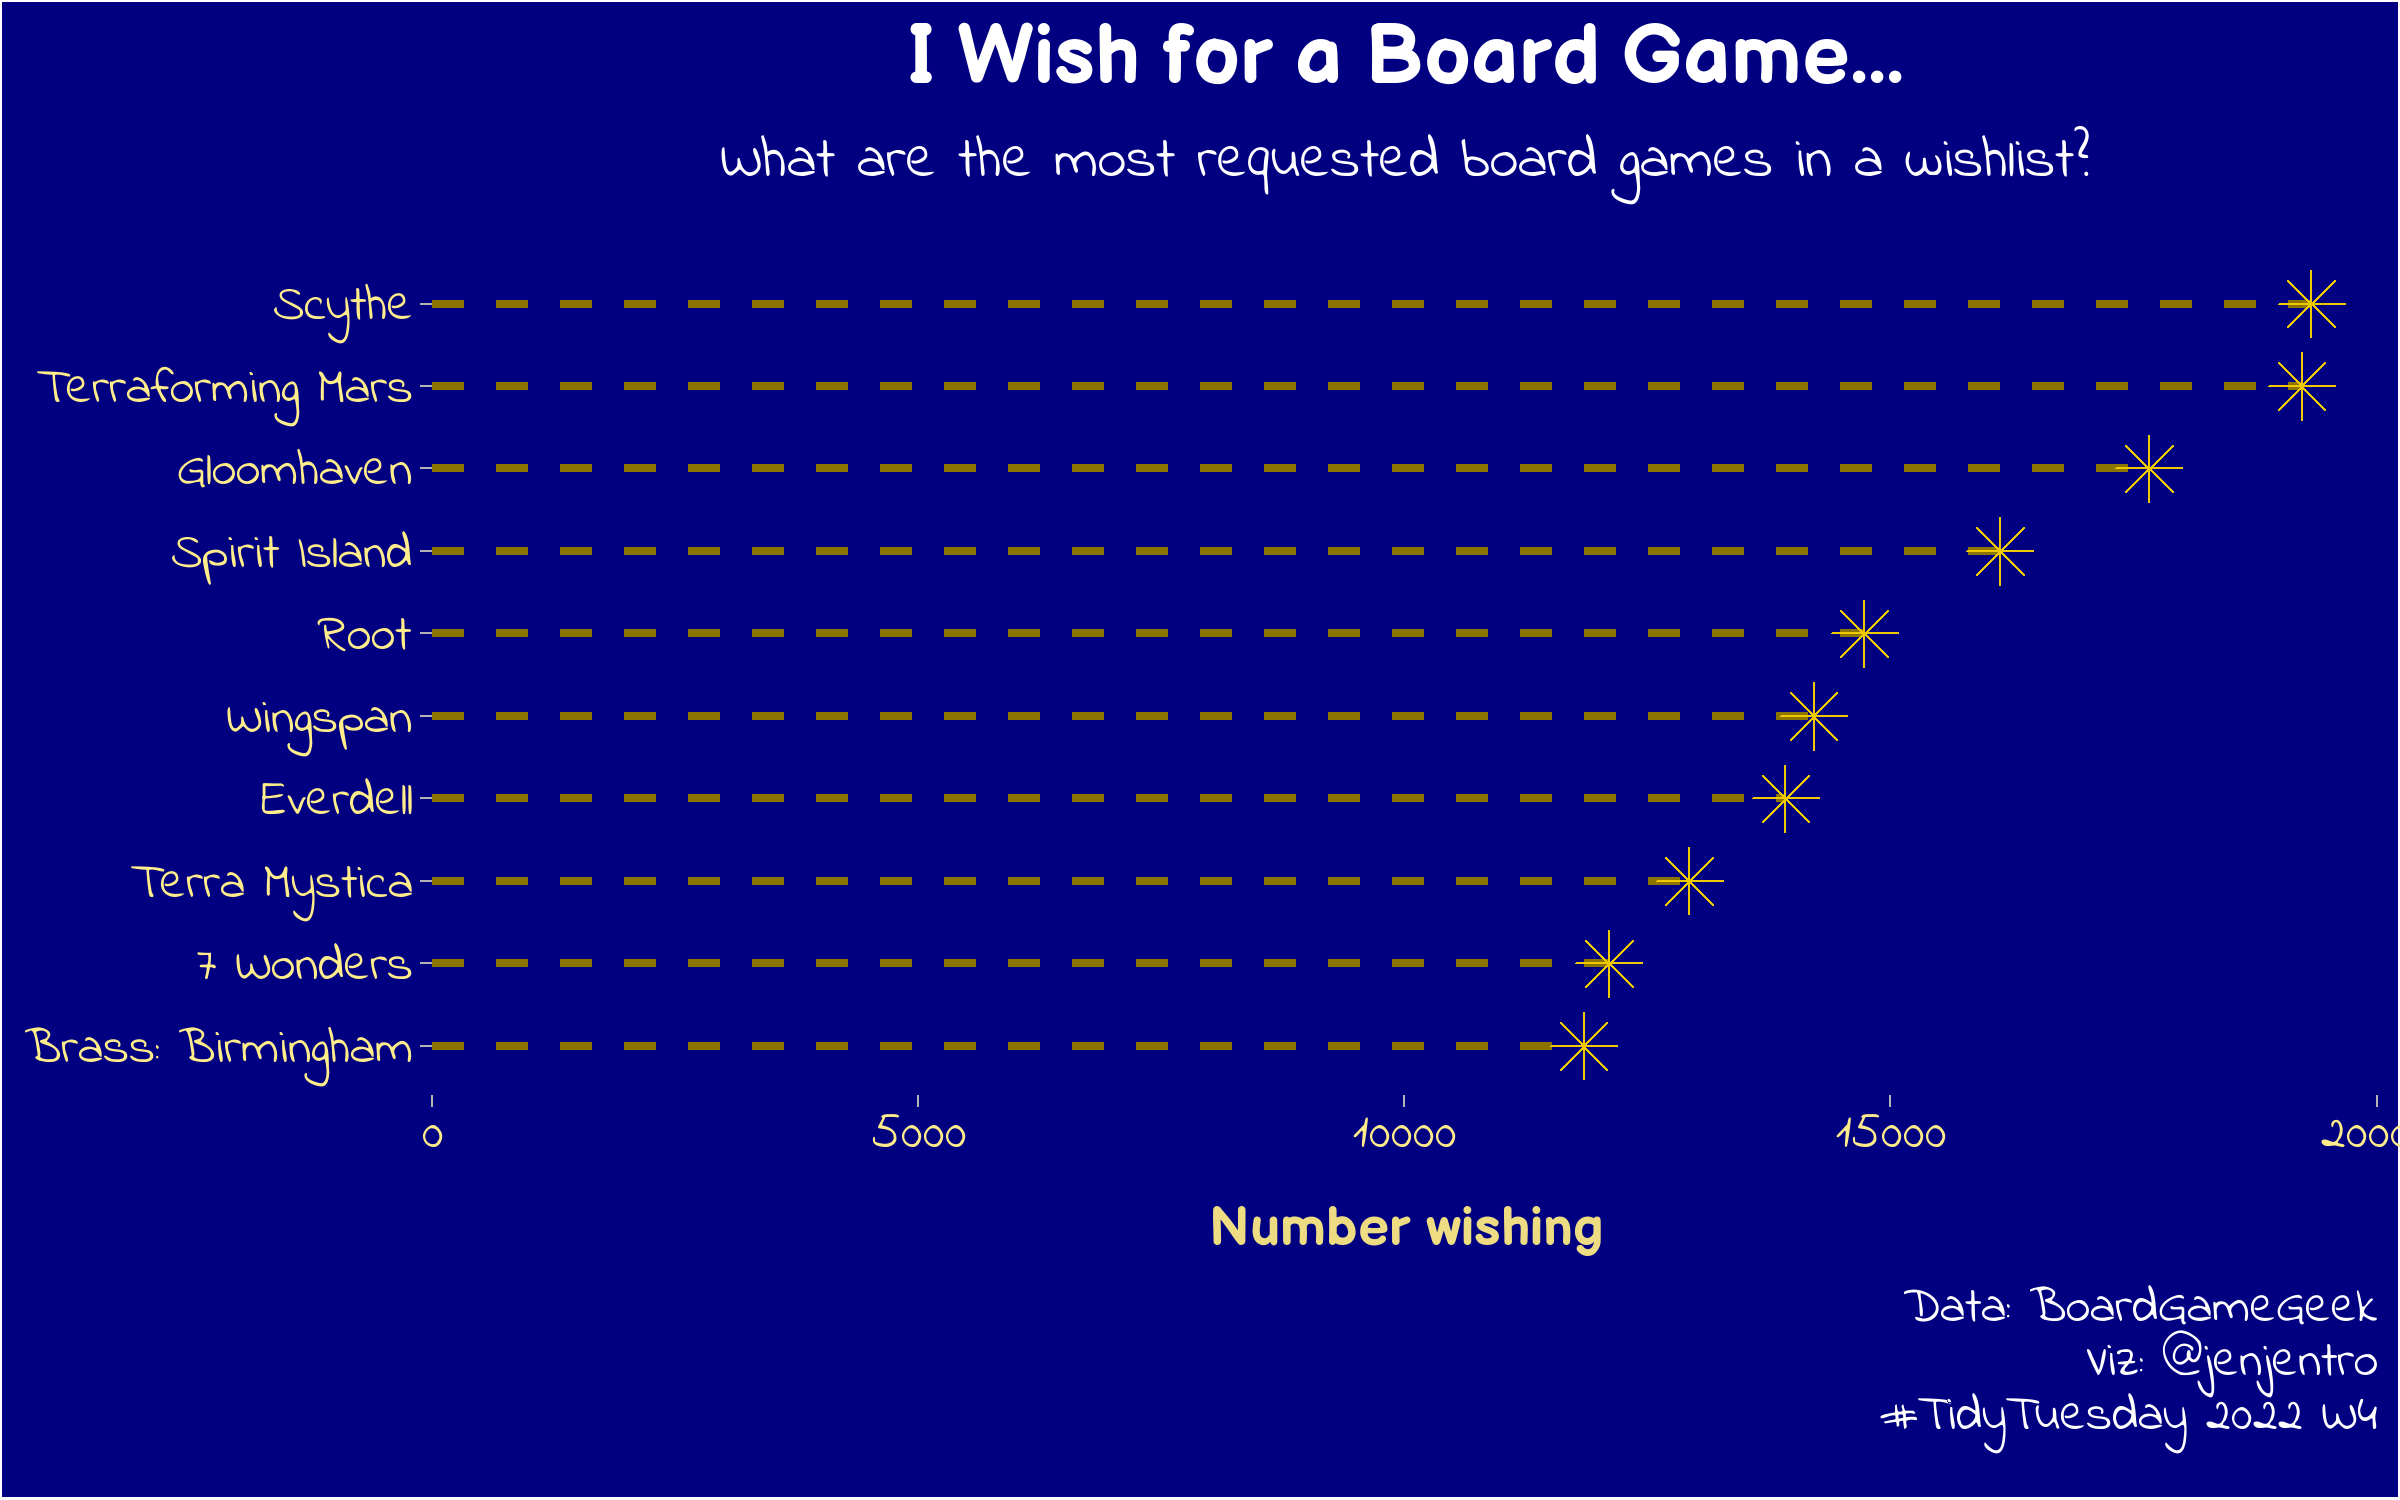 I Wish for a Board Game...
What are the most requested board games in a wishlist?
Scythe
Terraforming Mars
Gloomhaven
Spirit Island
Root
Wingspan
Everdell
Terra Mystica
7 Wonders
Brass: Birmingham
0 5000 10000 15000 2000
Number wishing
Data: BoardGameGeek
Viz: @jenjentro
#TidyTuesday 2022 W4